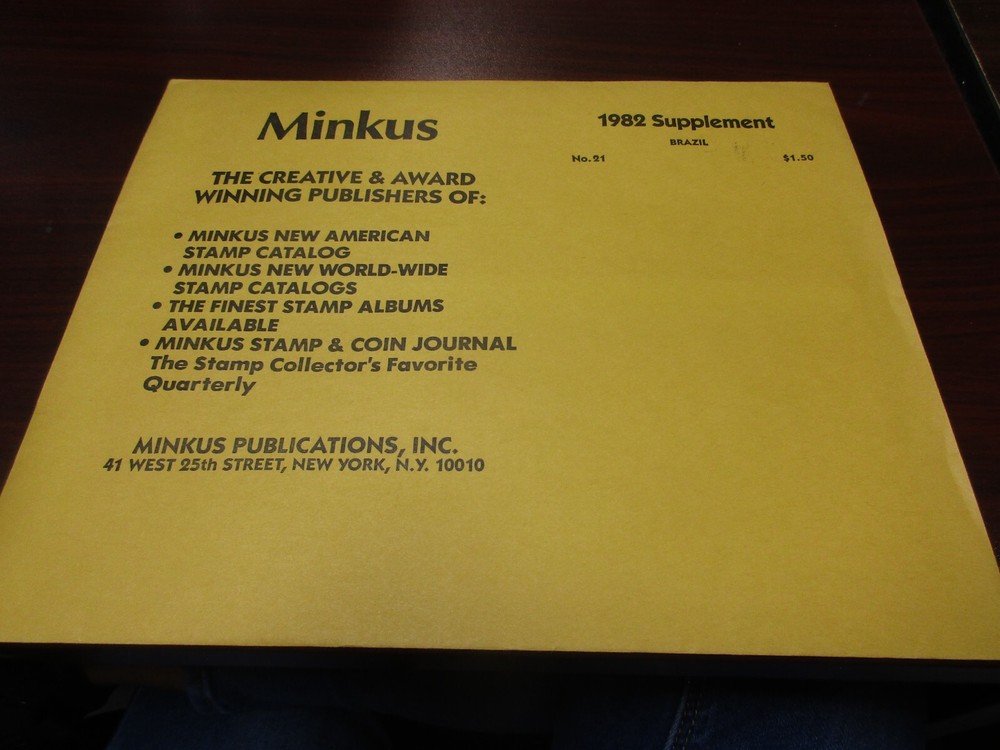 Minkus
THE CREATIVE & AWARD
WINNING PUBLISHERS OF:
• MINKUS NEW AMERICAN
STAMP CATALOG
• MINKUS NEW WORLD-WIDE
STAMP CATALOGS
• THE FINEST STAMP ALBUMS
AVAILABLE
• MINKUS STAMP & COIN JOURNAL
The Stamp Collector's Favorite
Quarterly
MINKUS PUBLICATIONS, INC.
41 WEST 25th STREET, NEW YORK, N.Y. 10010
1982 Supplement
BRAZIL
No. 21 $1.50